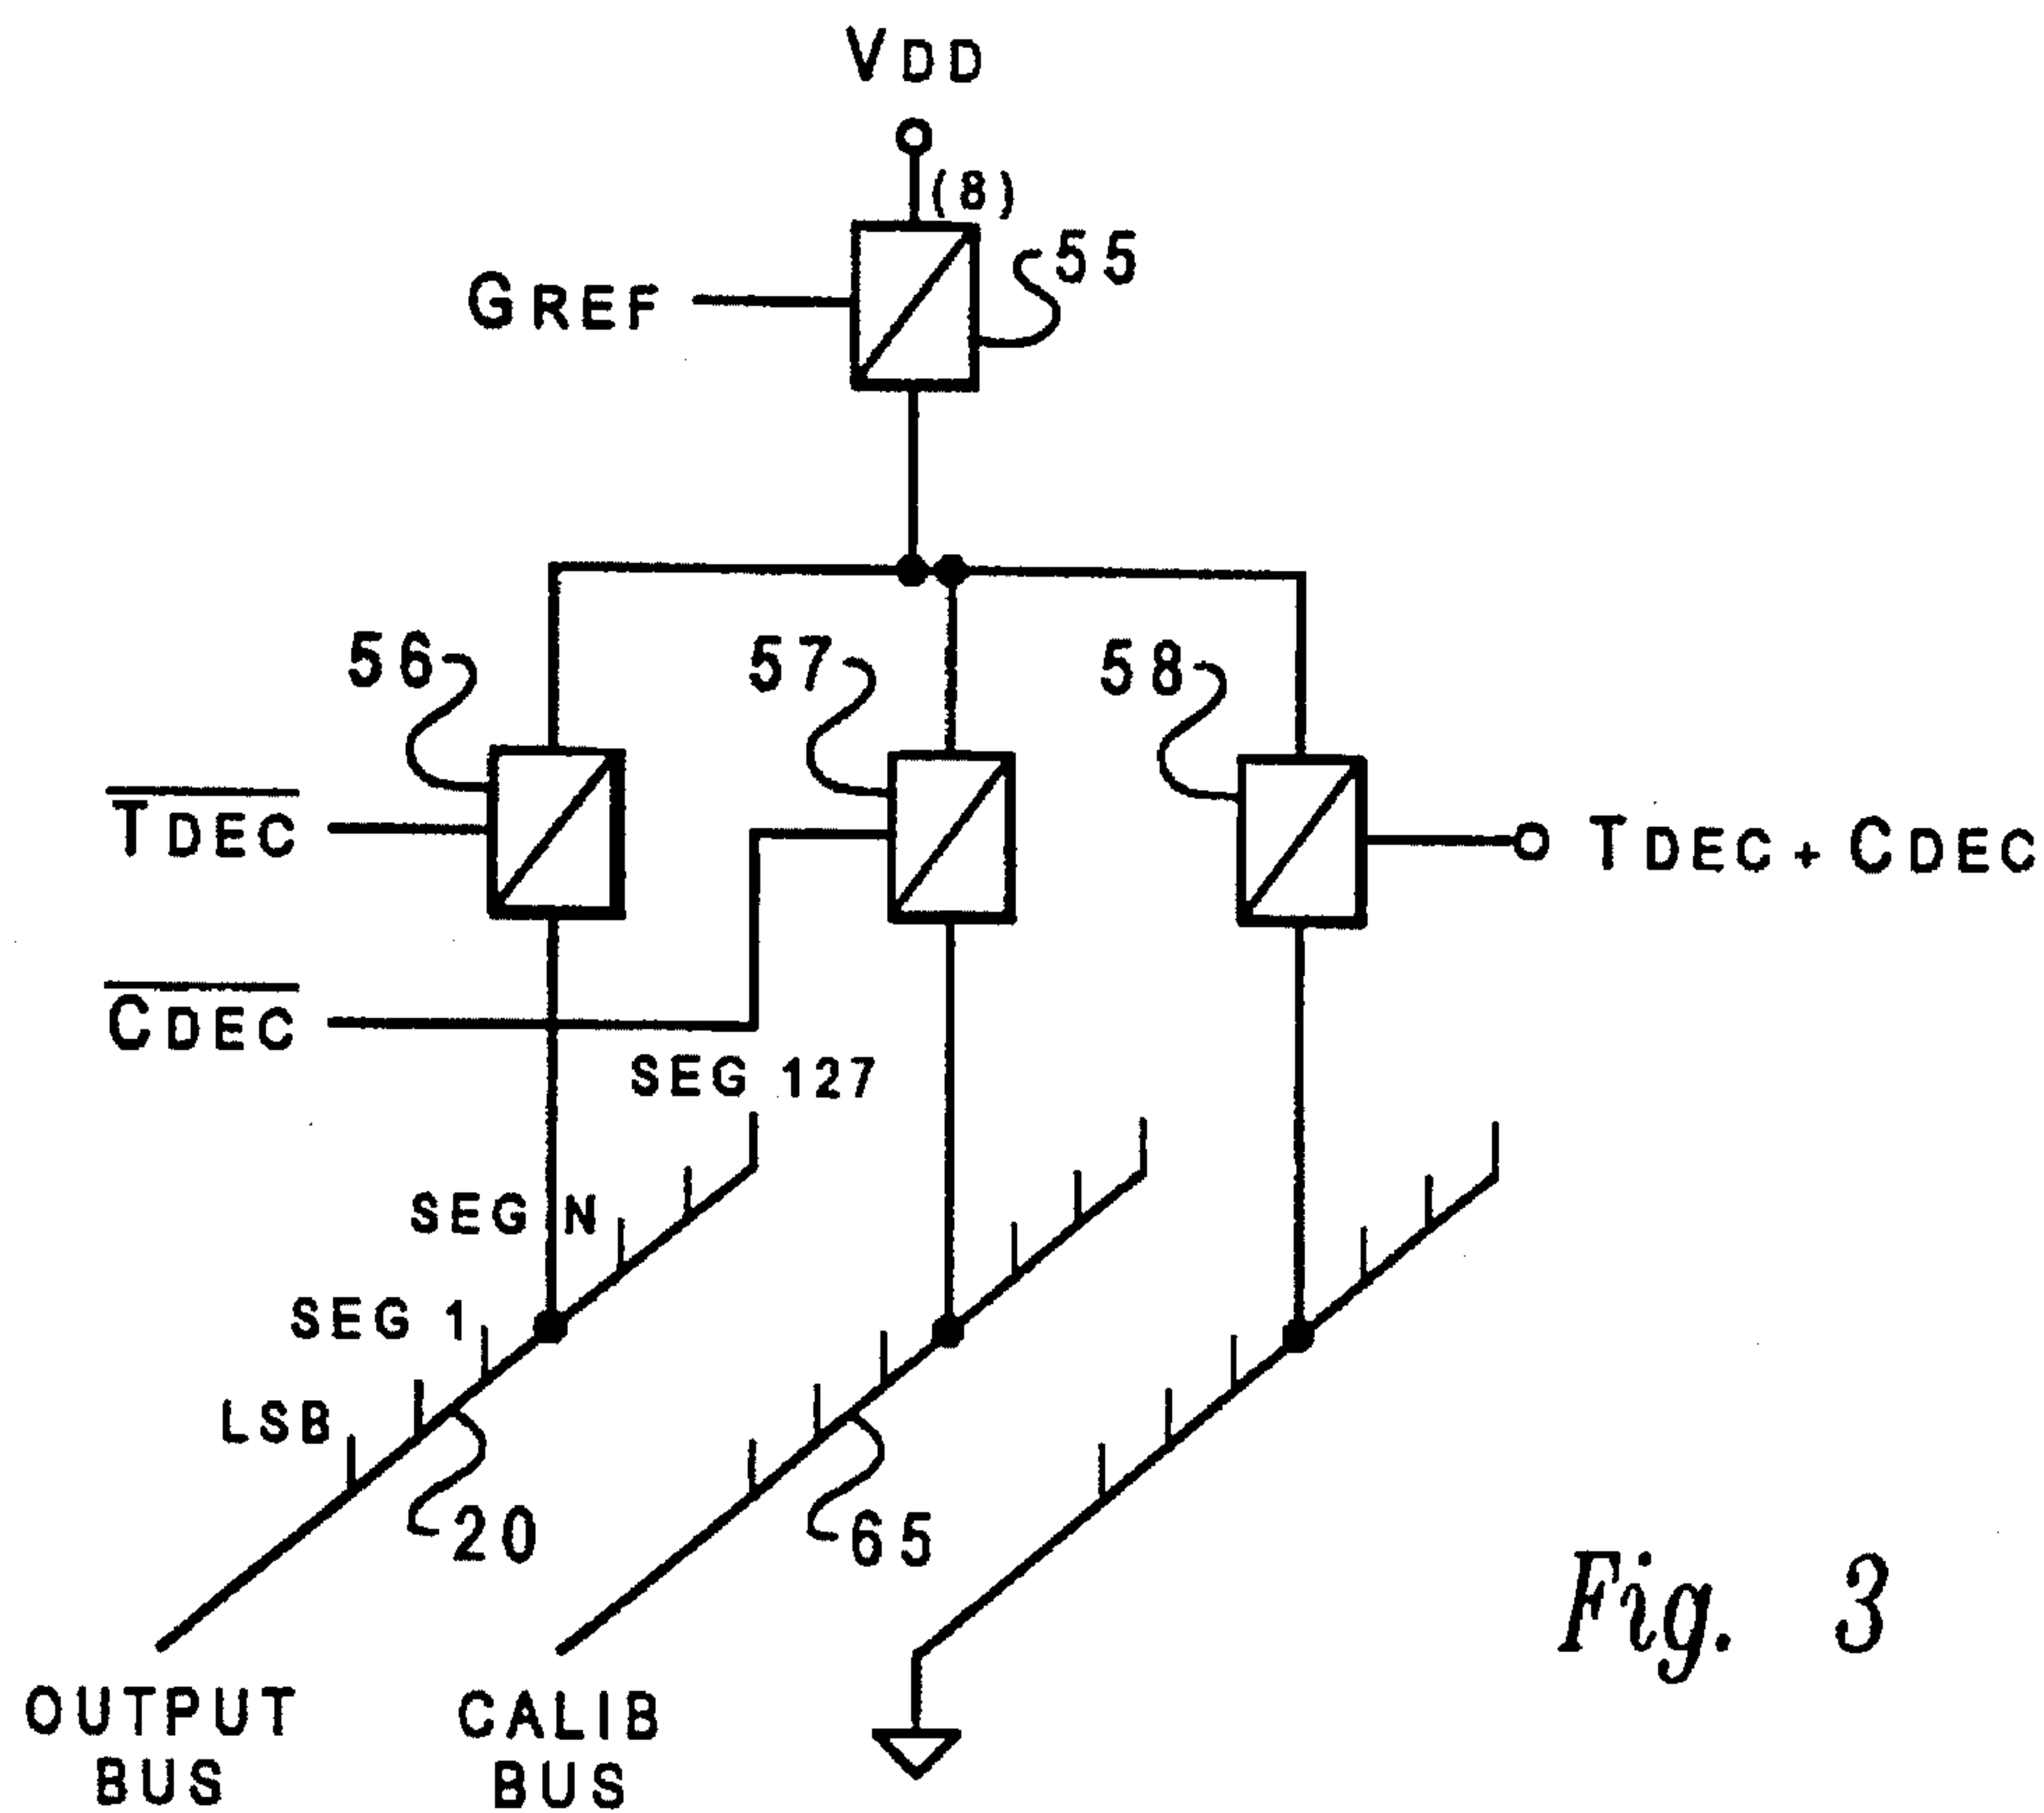 VDD
(8)
GREF
55
56
57
58
TDEC
TDEC + CDEC
CDEC
SEG 127
SEG N
SEG 1
LSB
20
65
OUTPUT
BUS
CALIB
BUS
Fig. 3